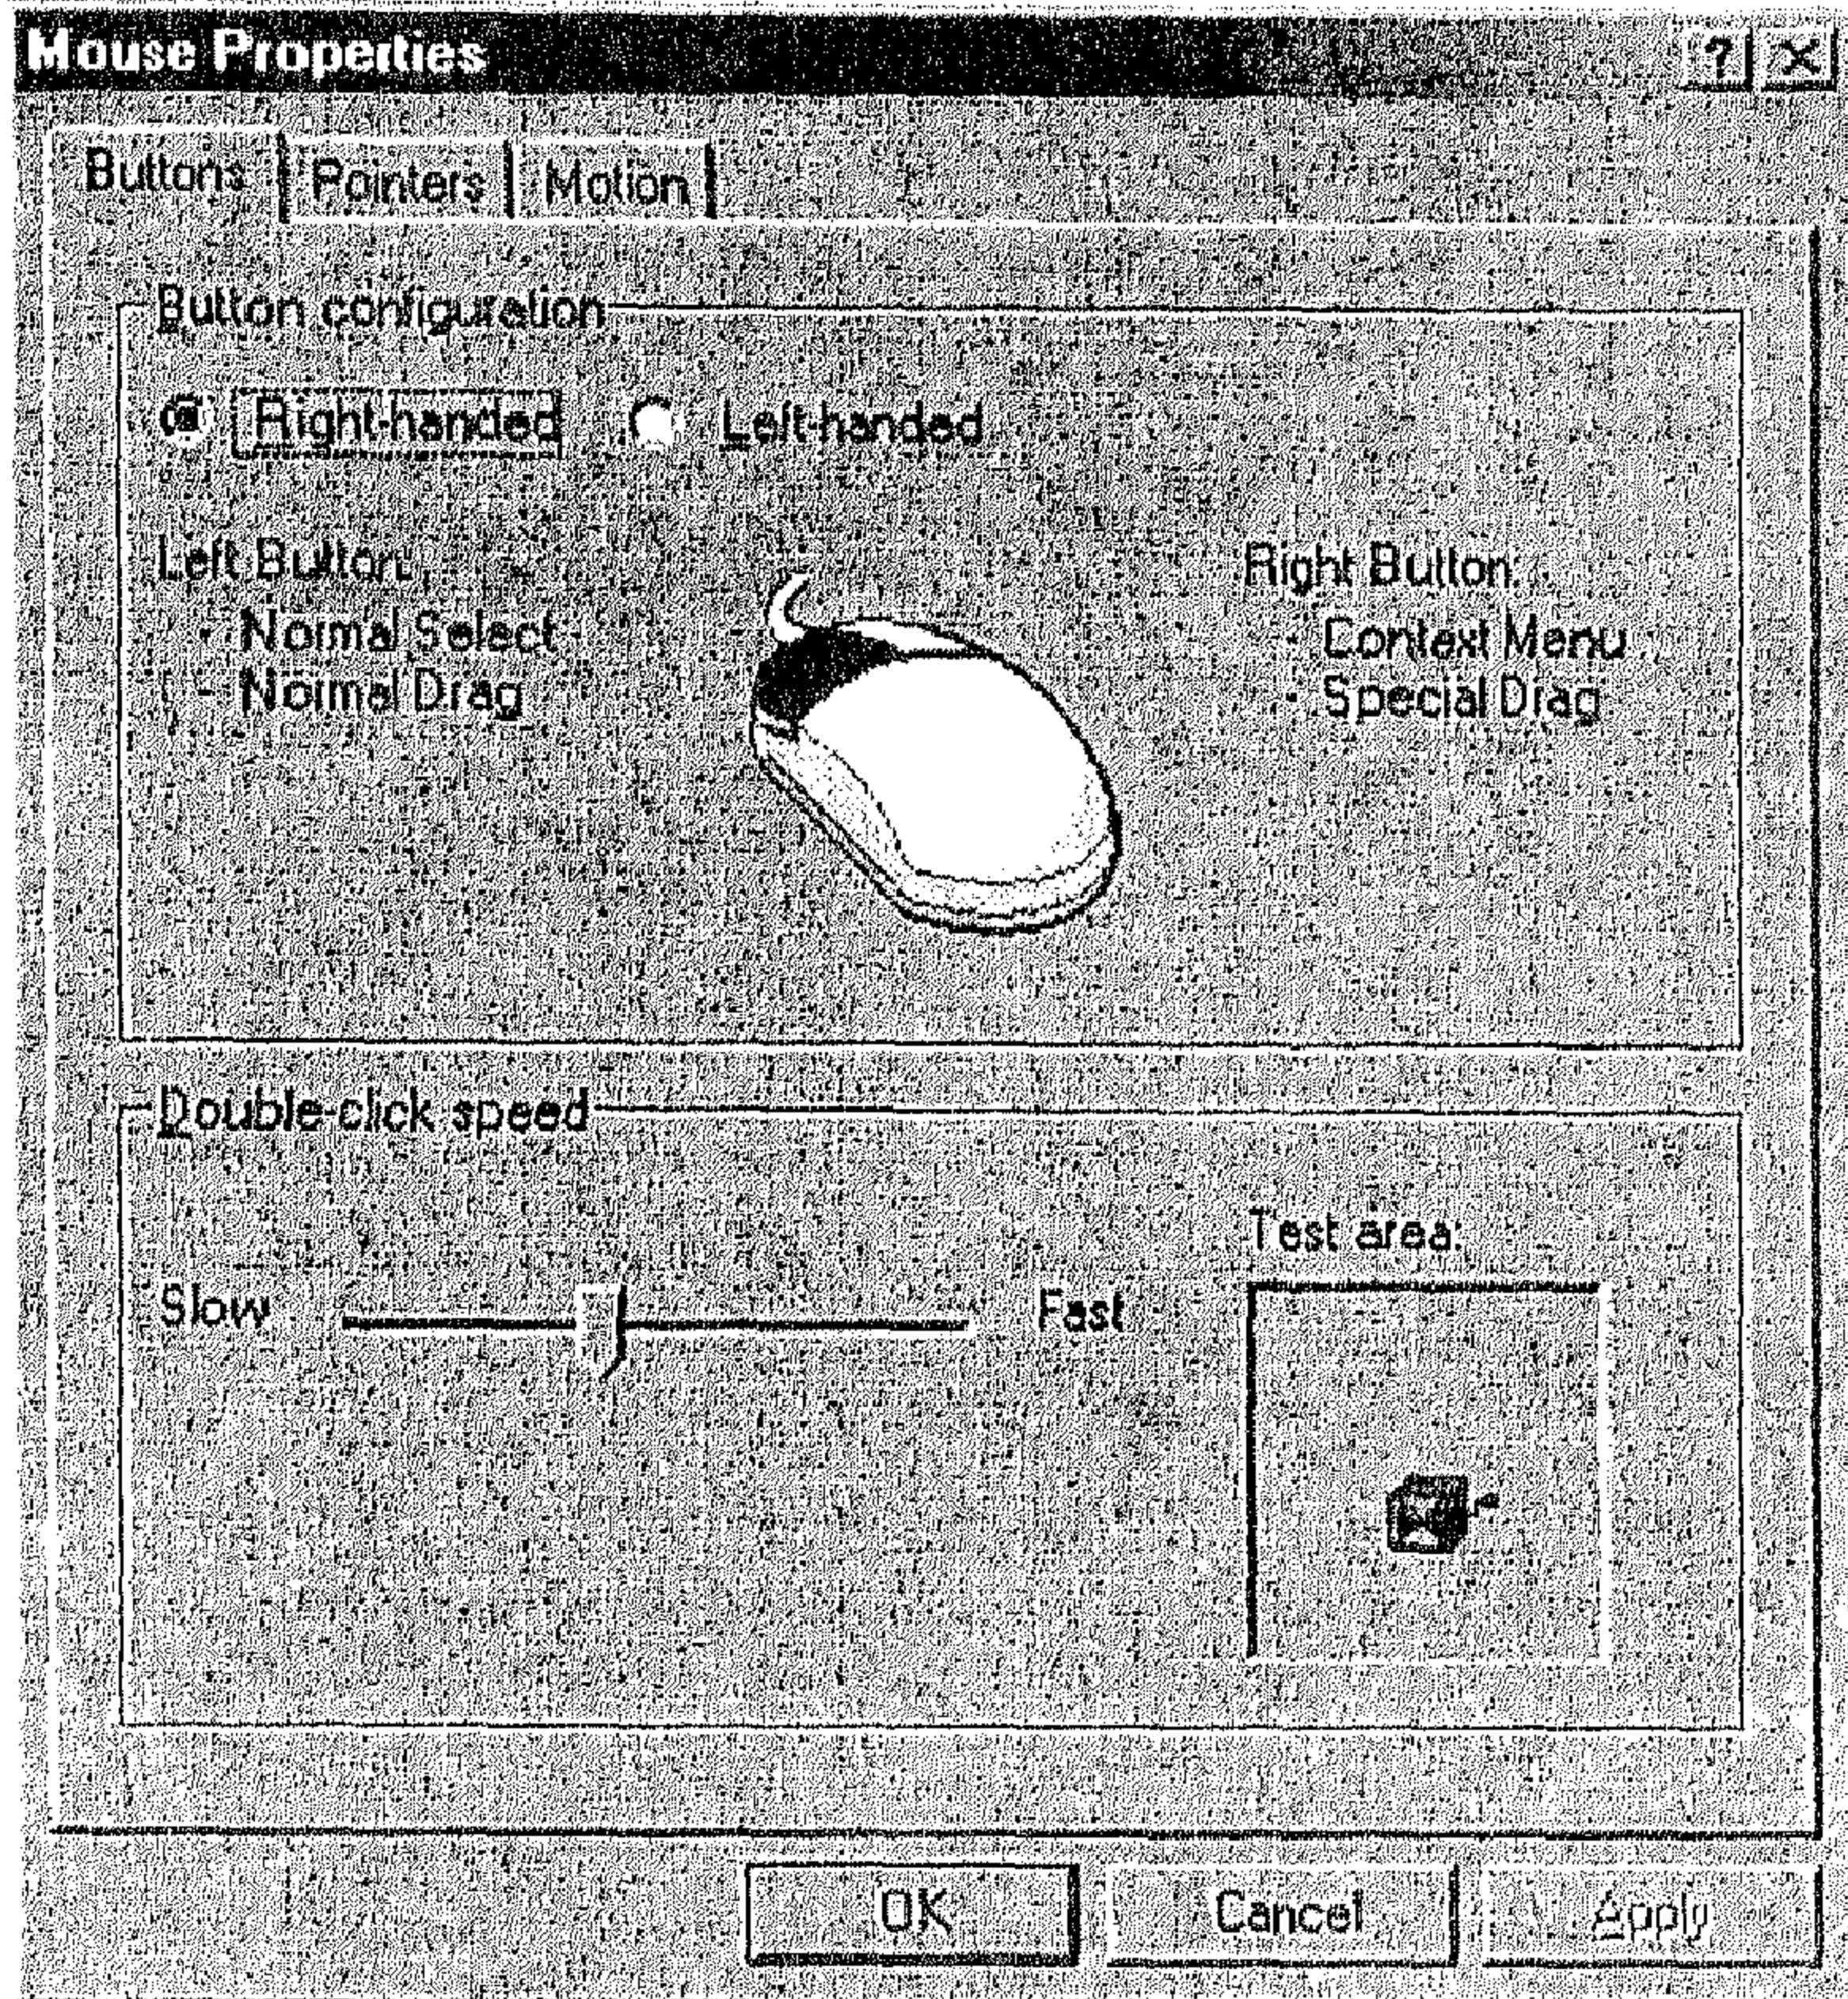 Mouse Properties ? X
Buttons Pointers Motion
Button configuration
Right-handed Left-handed
Left Button:
- Normal Select
- Normal Drag
Right Button:
- Context Menu
- Special Drag
Double-click speed
Test area:
Slow Fast
OK Cancel Apply